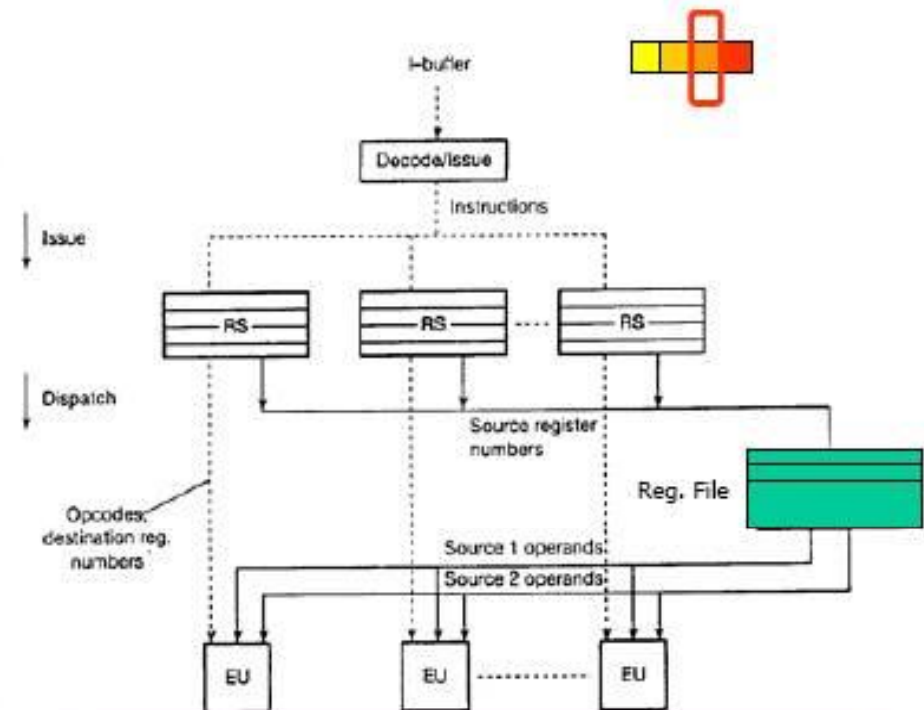 I-buffer
Decode/Issue
Instructions
Issue
RS
RS
RS
Dispatch
Source register
numbers
Reg. File
Opcodes,
destination reg.
numbers
Source 1 operands
Source 2 operands
EU
EU
EU